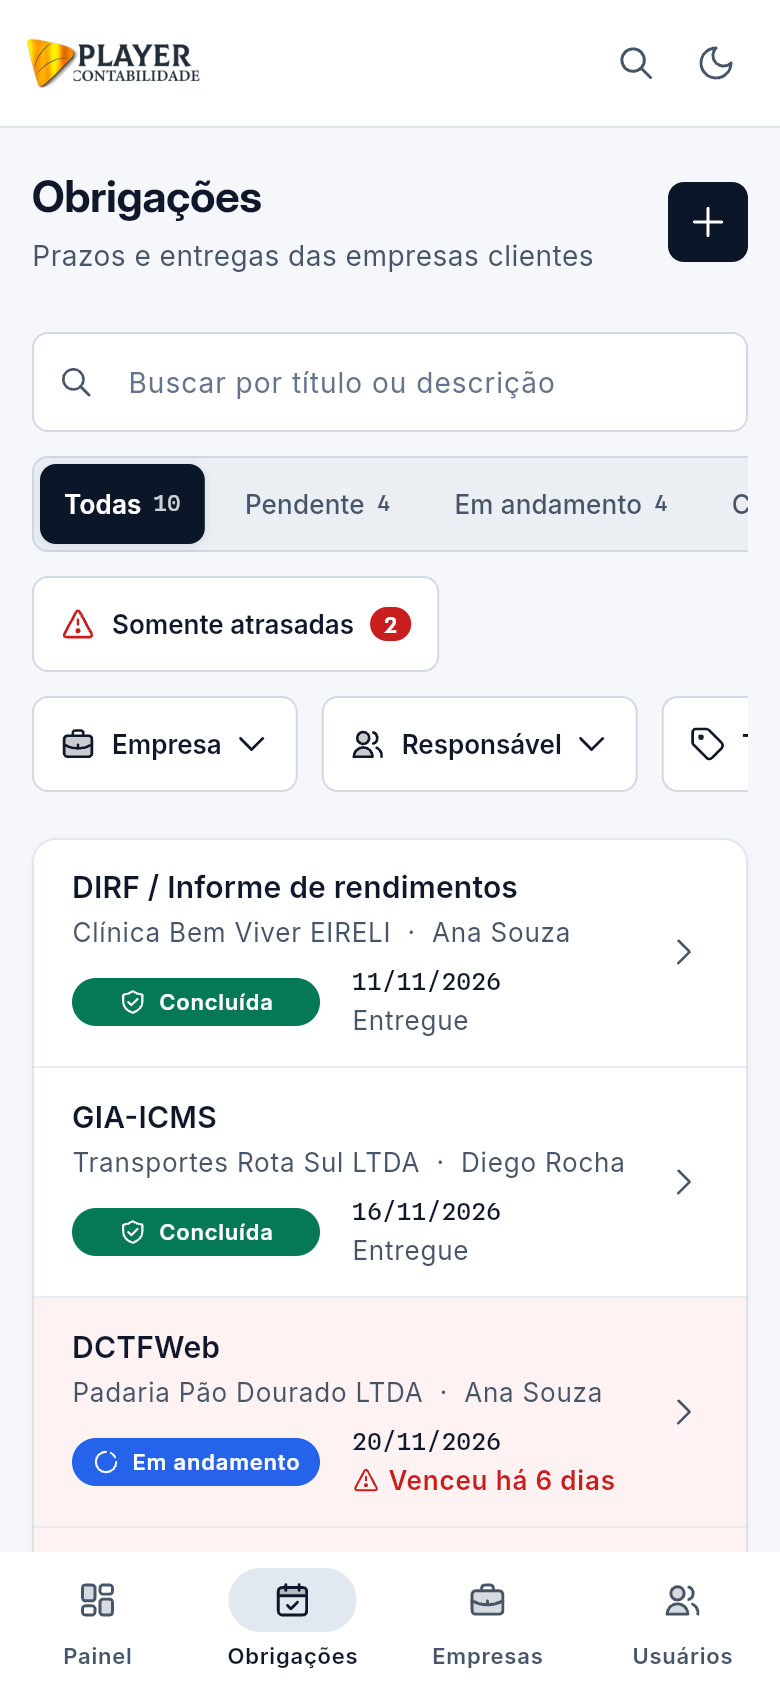 PLAYER
CONTABILIDADE
Obrigações
Prazos e entregas das empresas clientes
Buscar por título ou descrição
Todas 10 Pendente 4 Em andamento 4 C
Somente atrasadas 2
Empresa Responsável
DIRF / Informe de rendimentos
Clínica Bem Viver EIRELI · Ana Souza
Concluída 11/11/2026
Entregue
GIA-ICMS
Transportes Rota Sul LTDA · Diego Rocha
Concluída 16/11/2026
Entregue
DCTFWeb
Padaria Pão Dourado LTDA · Ana Souza
Em andamento 20/11/2026
Venceu há 6 dias
Painel Obrigações Empresas Usuários